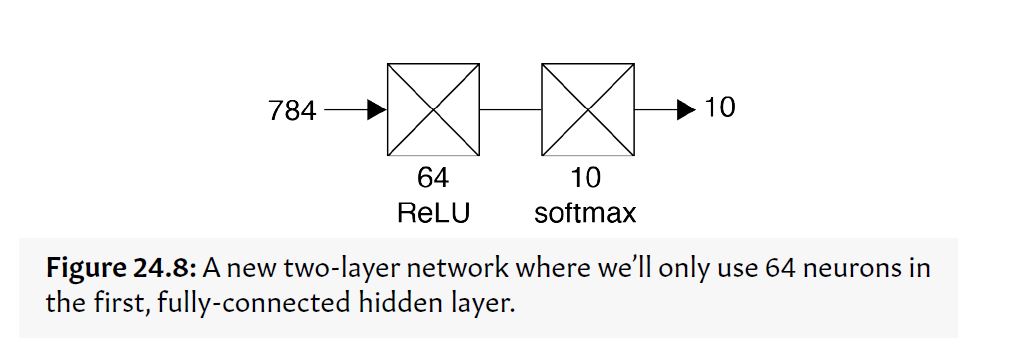 784
10
64
10
ReLU
softmax
Figure 24.8: A new two-layer network where we’ll only use 64 neurons in
the first, fully-connected hidden layer.